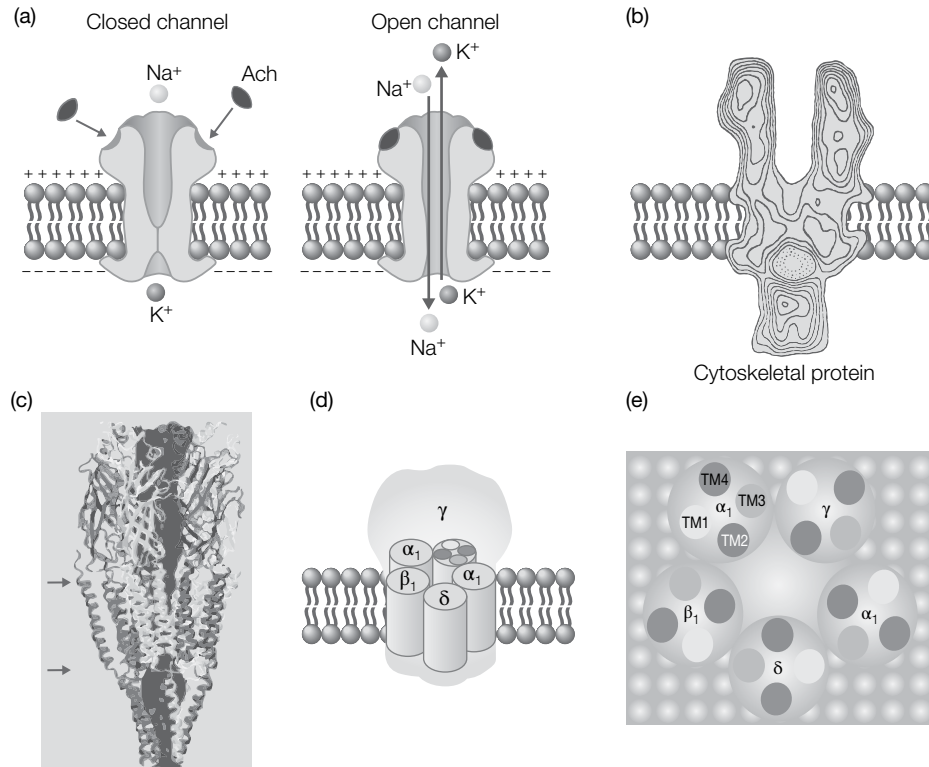 (a)
Closed channel
Open channel
Na⁺
Ach
K⁺
Na⁺
+ + + + + +
+ + + + +
+ + + + + +
+ + + + +
K⁺
K⁺
Na⁺
(b)
Cytoskeletal protein
(c)
(d)
γ
α₁
β₁
α₁
δ
(e)
TM4
TM3
α₁
TM1
TM2
γ
β₁
α₁
δ